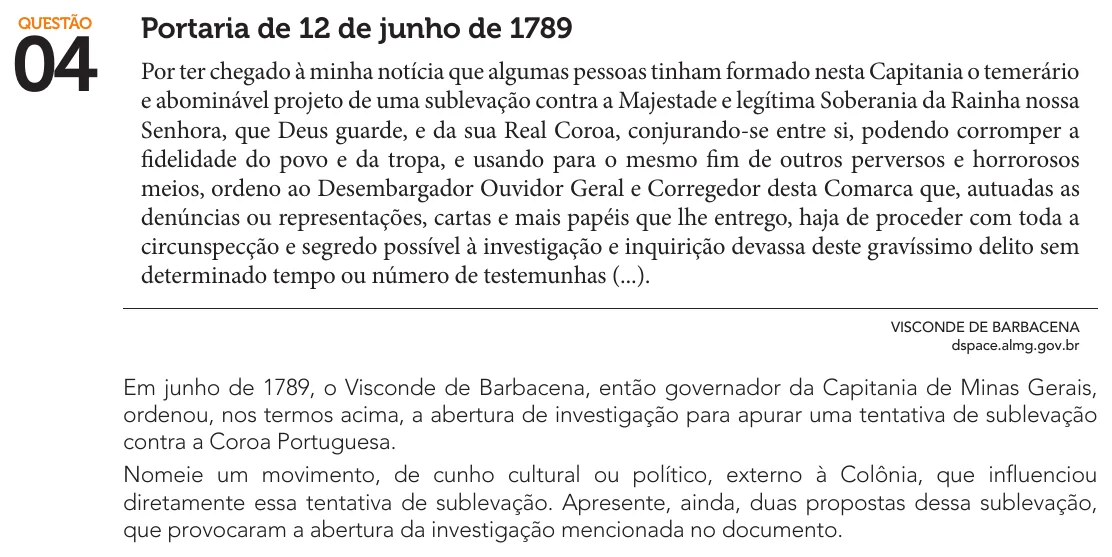 QUESTÃO
04
Portaria de 12 de junho de 1789
Por ter chegado à minha notícia que algumas pessoas tinham formado nesta Capitania o temerário
e abominável projeto de uma sublevação contra a Majestade e legítima Soberania da Rainha nossa
Senhora, que Deus guarde, e da sua Real Coroa, conjurando-se entre si, podendo corromper a
fidelidade do povo e da tropa, e usando para o mesmo fim de outros perversos e horrorosos
meios, ordeno ao Desembargador Ouvidor Geral e Corregedor desta Comarca que, autuadas as
denúncias ou representações, cartas e mais papéis que lhe entrego, haja de proceder com toda a
circunspecção e segredo possível à investigação e inquirição devassa deste gravíssimo delito sem
determinado tempo ou número de testemunhas (...).
VISCONDE DE BARBACENA
dspace.almg.gov.br
Em junho de 1789, o Visconde de Barbacena, então governador da Capitania de Minas Gerais,
ordenou, nos termos acima, a abertura de investigação para apurar uma tentativa de sublevação
contra a Coroa Portuguesa.
Nomeie um movimento, de cunho cultural ou político, externo à Colônia, que influenciou
diretamente essa tentativa de sublevação. Apresente, ainda, duas propostas dessa sublevação,
que provocaram a abertura da investigação mencionada no documento.